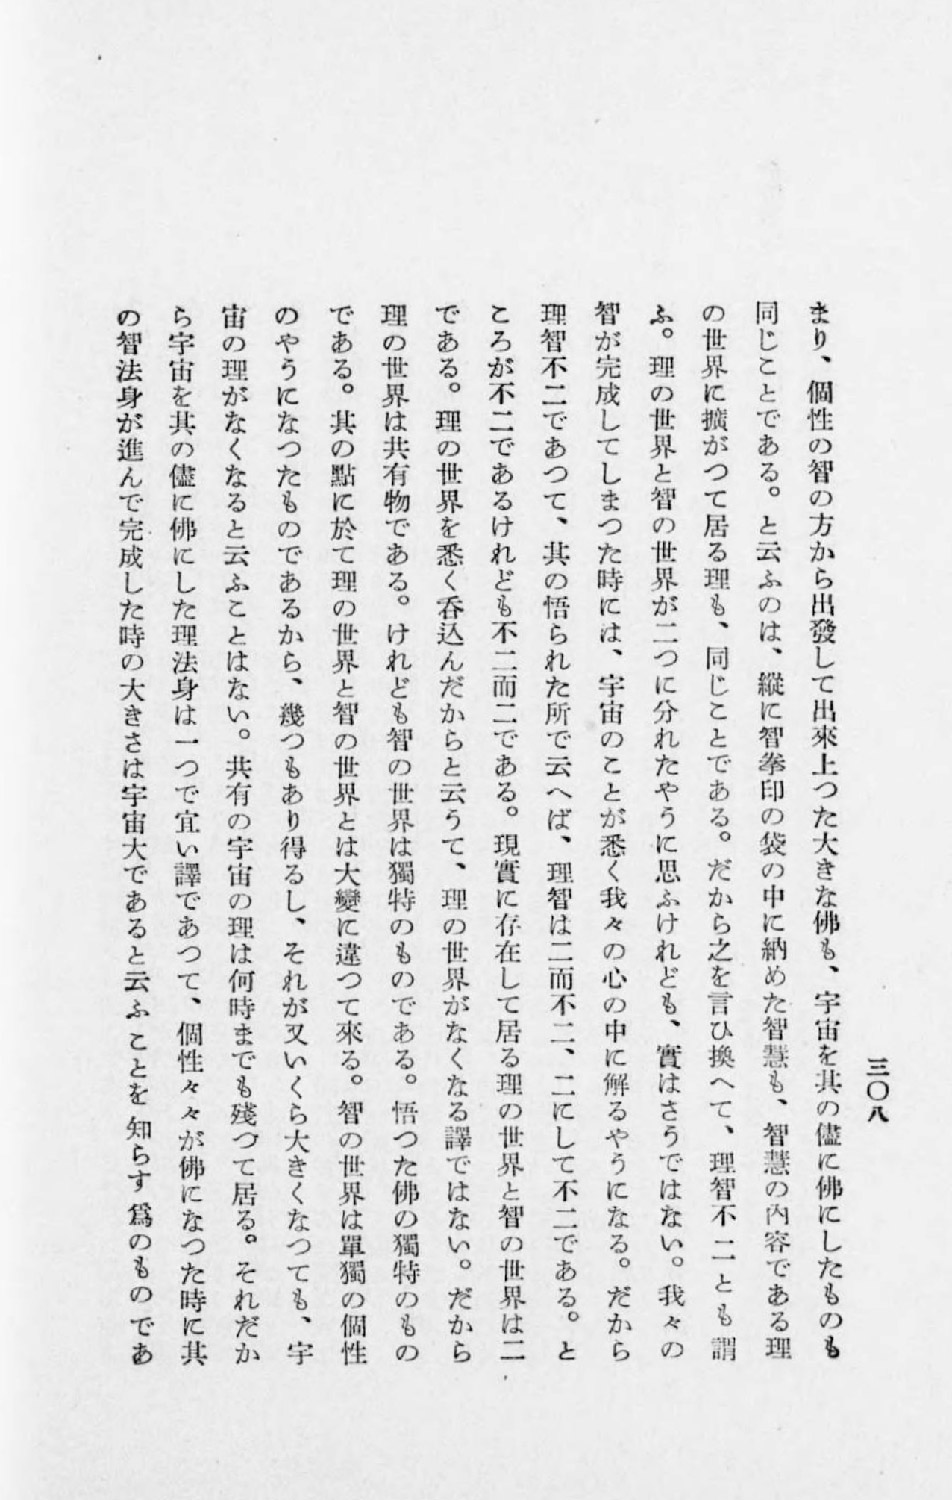 三〇八
まり、個性の智の方から出發して出來上つた大きな佛も、宇宙を其の儘に佛にしたものも
同じことである。と云ふのは、縱に智拳印の袋の中に納めた智慧も、智慧の內容である理
の世界に擴がつて居る理も、同じことである。だから之を言ひ換へて、理智不二とも謂
ふ。理の世界と智の世界が二つに分れたやうに思ふけれども、實はさうではない。我々の
智が完成してしまつた時には、宇宙のことが悉く我々の心の中に解るやうになる。だから
理智不二であつて、其の悟られた所で云へば、理智は二而不二、二にして不二である。と
ころが不二であるけれども不二而二である。現實に存在して居る理の世界と智の世界は二
である。理の世界を悉く呑込んだからと云うて、理の世界がなくなる譯ではない。だから
理の世界は共有物である。けれども智の世界は獨特のものである。悟つた佛の獨特のもの
である。其の點に於て理の世界と智の世界とは大變に違つて來る。智の世界は單獨の個性
のやうになつたものであるから、幾つもあり得るし、それが又いくら大きくなつても、宇
宙の理がなくなると云ふことはない。共有の宇宙の理は何時までも殘つて居る。それだか
ら宇宙を其の儘に佛にした理法身は一つで宜い譯であつて、個性々々が佛になつた時に其
の智法身が進んで完成した時の大きさは宇宙大であると云ふことを知らす爲のものであ